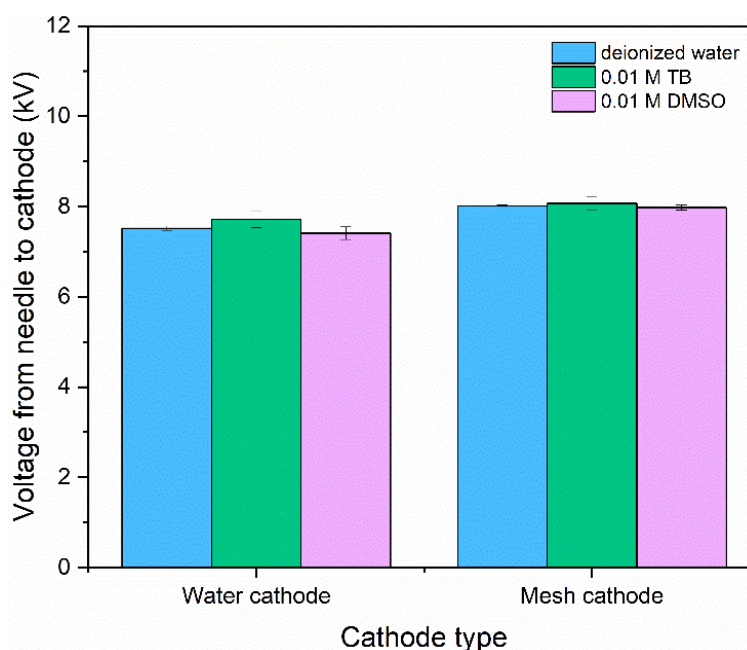 Voltage from needle to cathode (kV)
12
10
8
6
4
2
0
deionized water
0.01 M TB
0.01 M DMSO
Water cathode
Mesh cathode
Cathode type